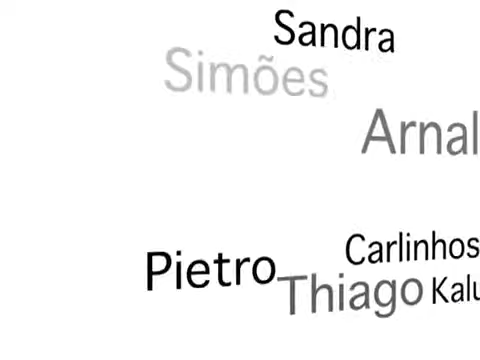 Sandra
Simões
Arnal
Carlinhos
Pietro
Thiago
Kalu